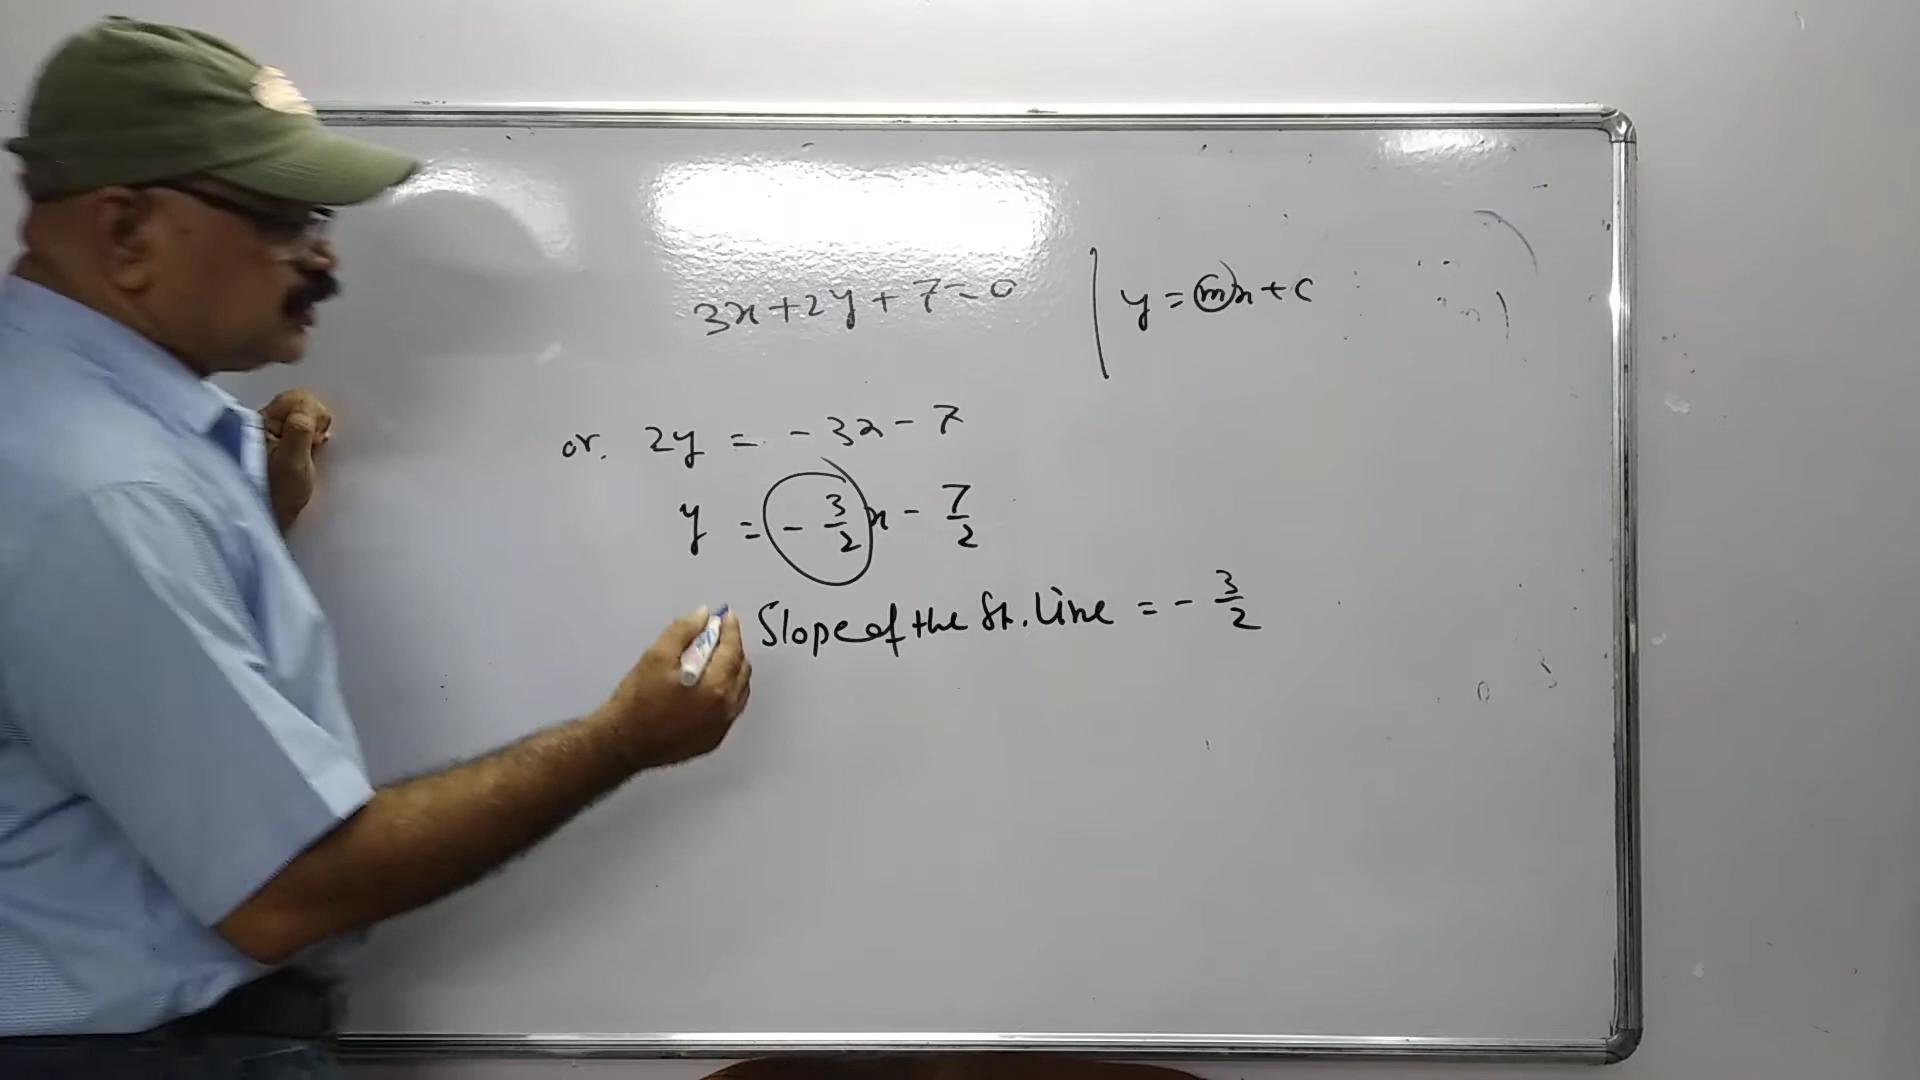 3x+2y+7=0 | y=mx+c
or. 2y = -3x-7
y = -3/2 x - 7/2
Slope of the St. Line = - 3/2